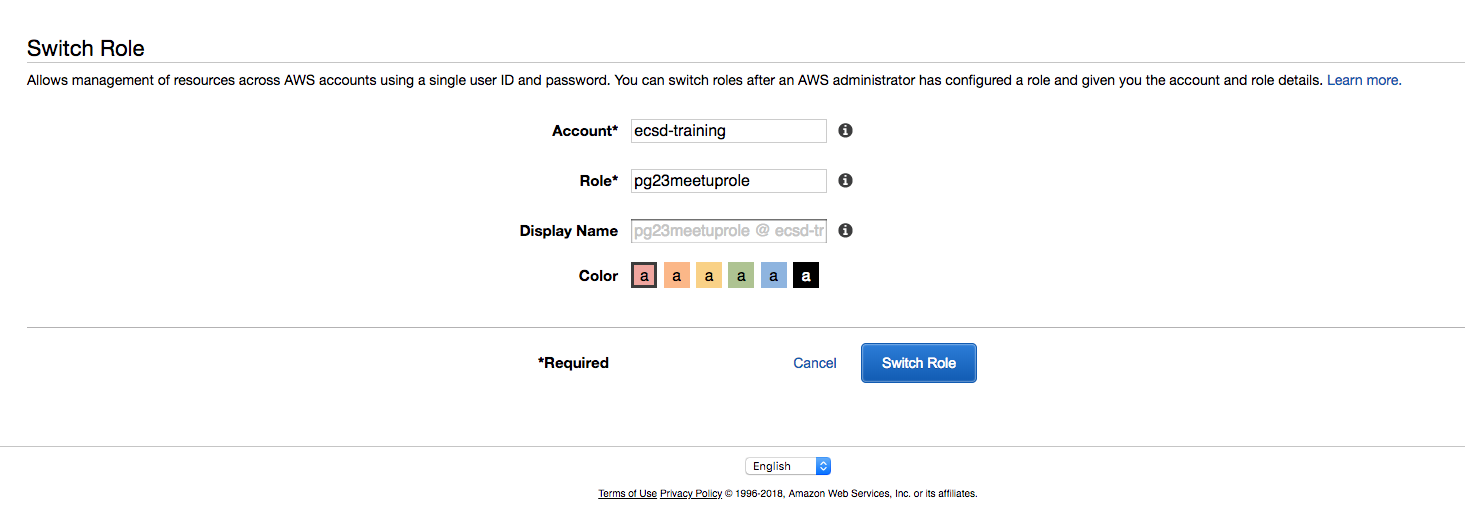 Switch Role
Allows management of resources across AWS accounts using a single user ID and password. You can switch roles after an AWS administrator has configured a role and given you the account and role details. Learn more.
Account* ecsd-training
Role* pg23meetuprole
Display Name pg23meetuprole @ ecsd-tr
Color a a a a a a
*Required Cancel Switch Role
English
Terms of Use Privacy Policy © 1996-2018, Amazon Web Services, Inc. or its affiliates.